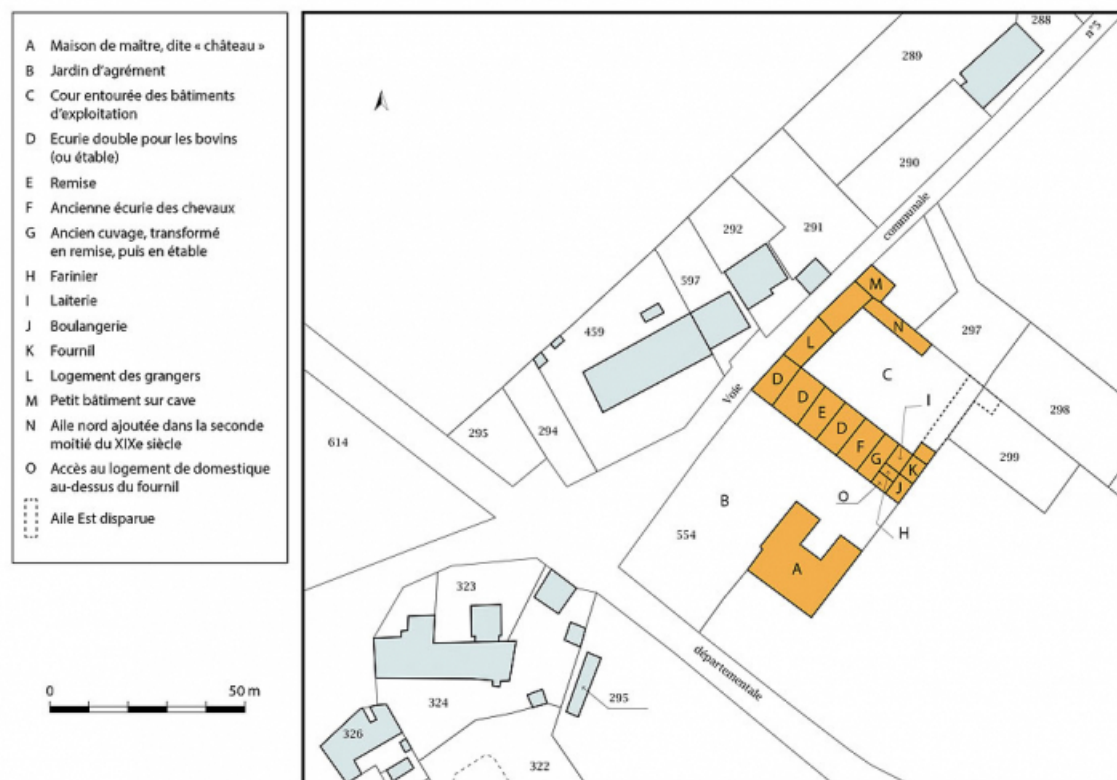 A Maison de maître, dite « château »
B Jardin d'agrément
C Cour entourée des bâtiments
d'exploitation
D Ecurie double pour les bovins
(ou étable)
E Remise
F Ancienne écurie des chevaux
G Ancien cuvage, transformé
en remise, puis en étable
H Farinier
I Laiterie
J Boulangerie
K Fournil
L Logement des grangers
M Petit bâtiment sur cave
N Aile nord ajoutée dans la seconde
moitié du XIXe siècle
O Accès au logement de domestique
au-dessus du fournil
Aile Est disparue
0 50 m
288
n°5
289
290
communale
292
291
597
M
459
N
297
L
C
Voie
D
D
I
E
298
614
295
294
D
F
299
G
K
O
J
B
H
554
A
323
départementale
324
295
326
322